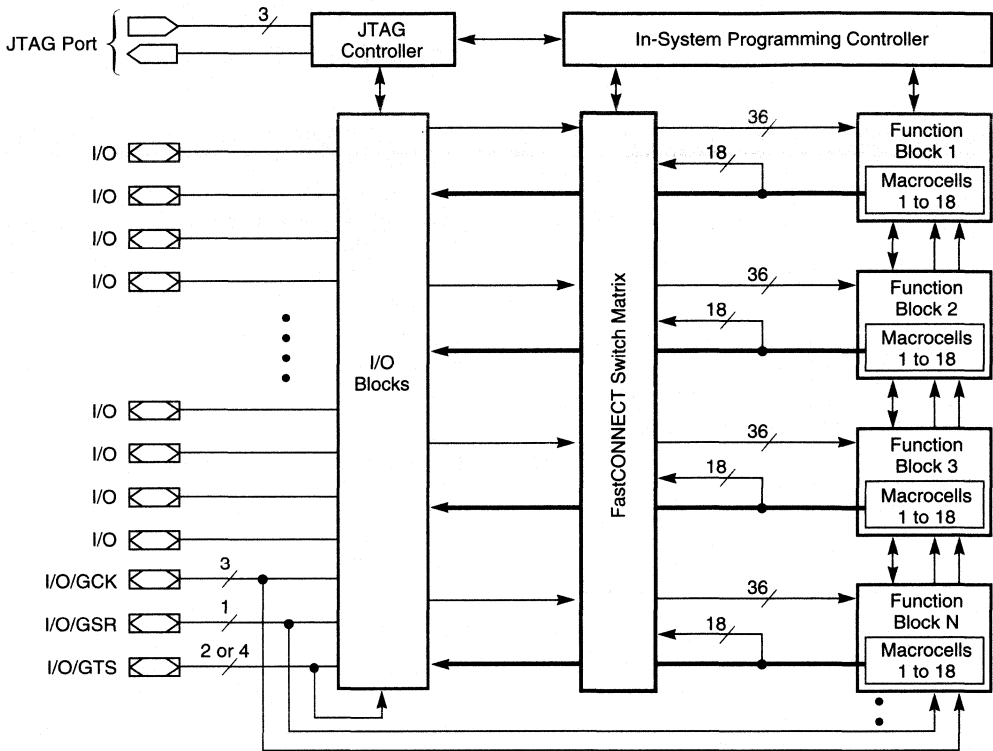 3
JTAG Port
JTAG
Controller
In-System Programming Controller
I/O
I/O
I/O
I/O
I/O
I/O
I/O
I/O
I/O/GCK
3
I/O/GSR
1
I/O/GTS
2 or 4
I/O
Blocks
FastCONNECT Switch Matrix
36
18
Function
Block 1
Macrocells
1 to 18
36
18
Function
Block 2
Macrocells
1 to 18
36
18
Function
Block 3
Macrocells
1 to 18
36
18
Function
Block N
Macrocells
1 to 18